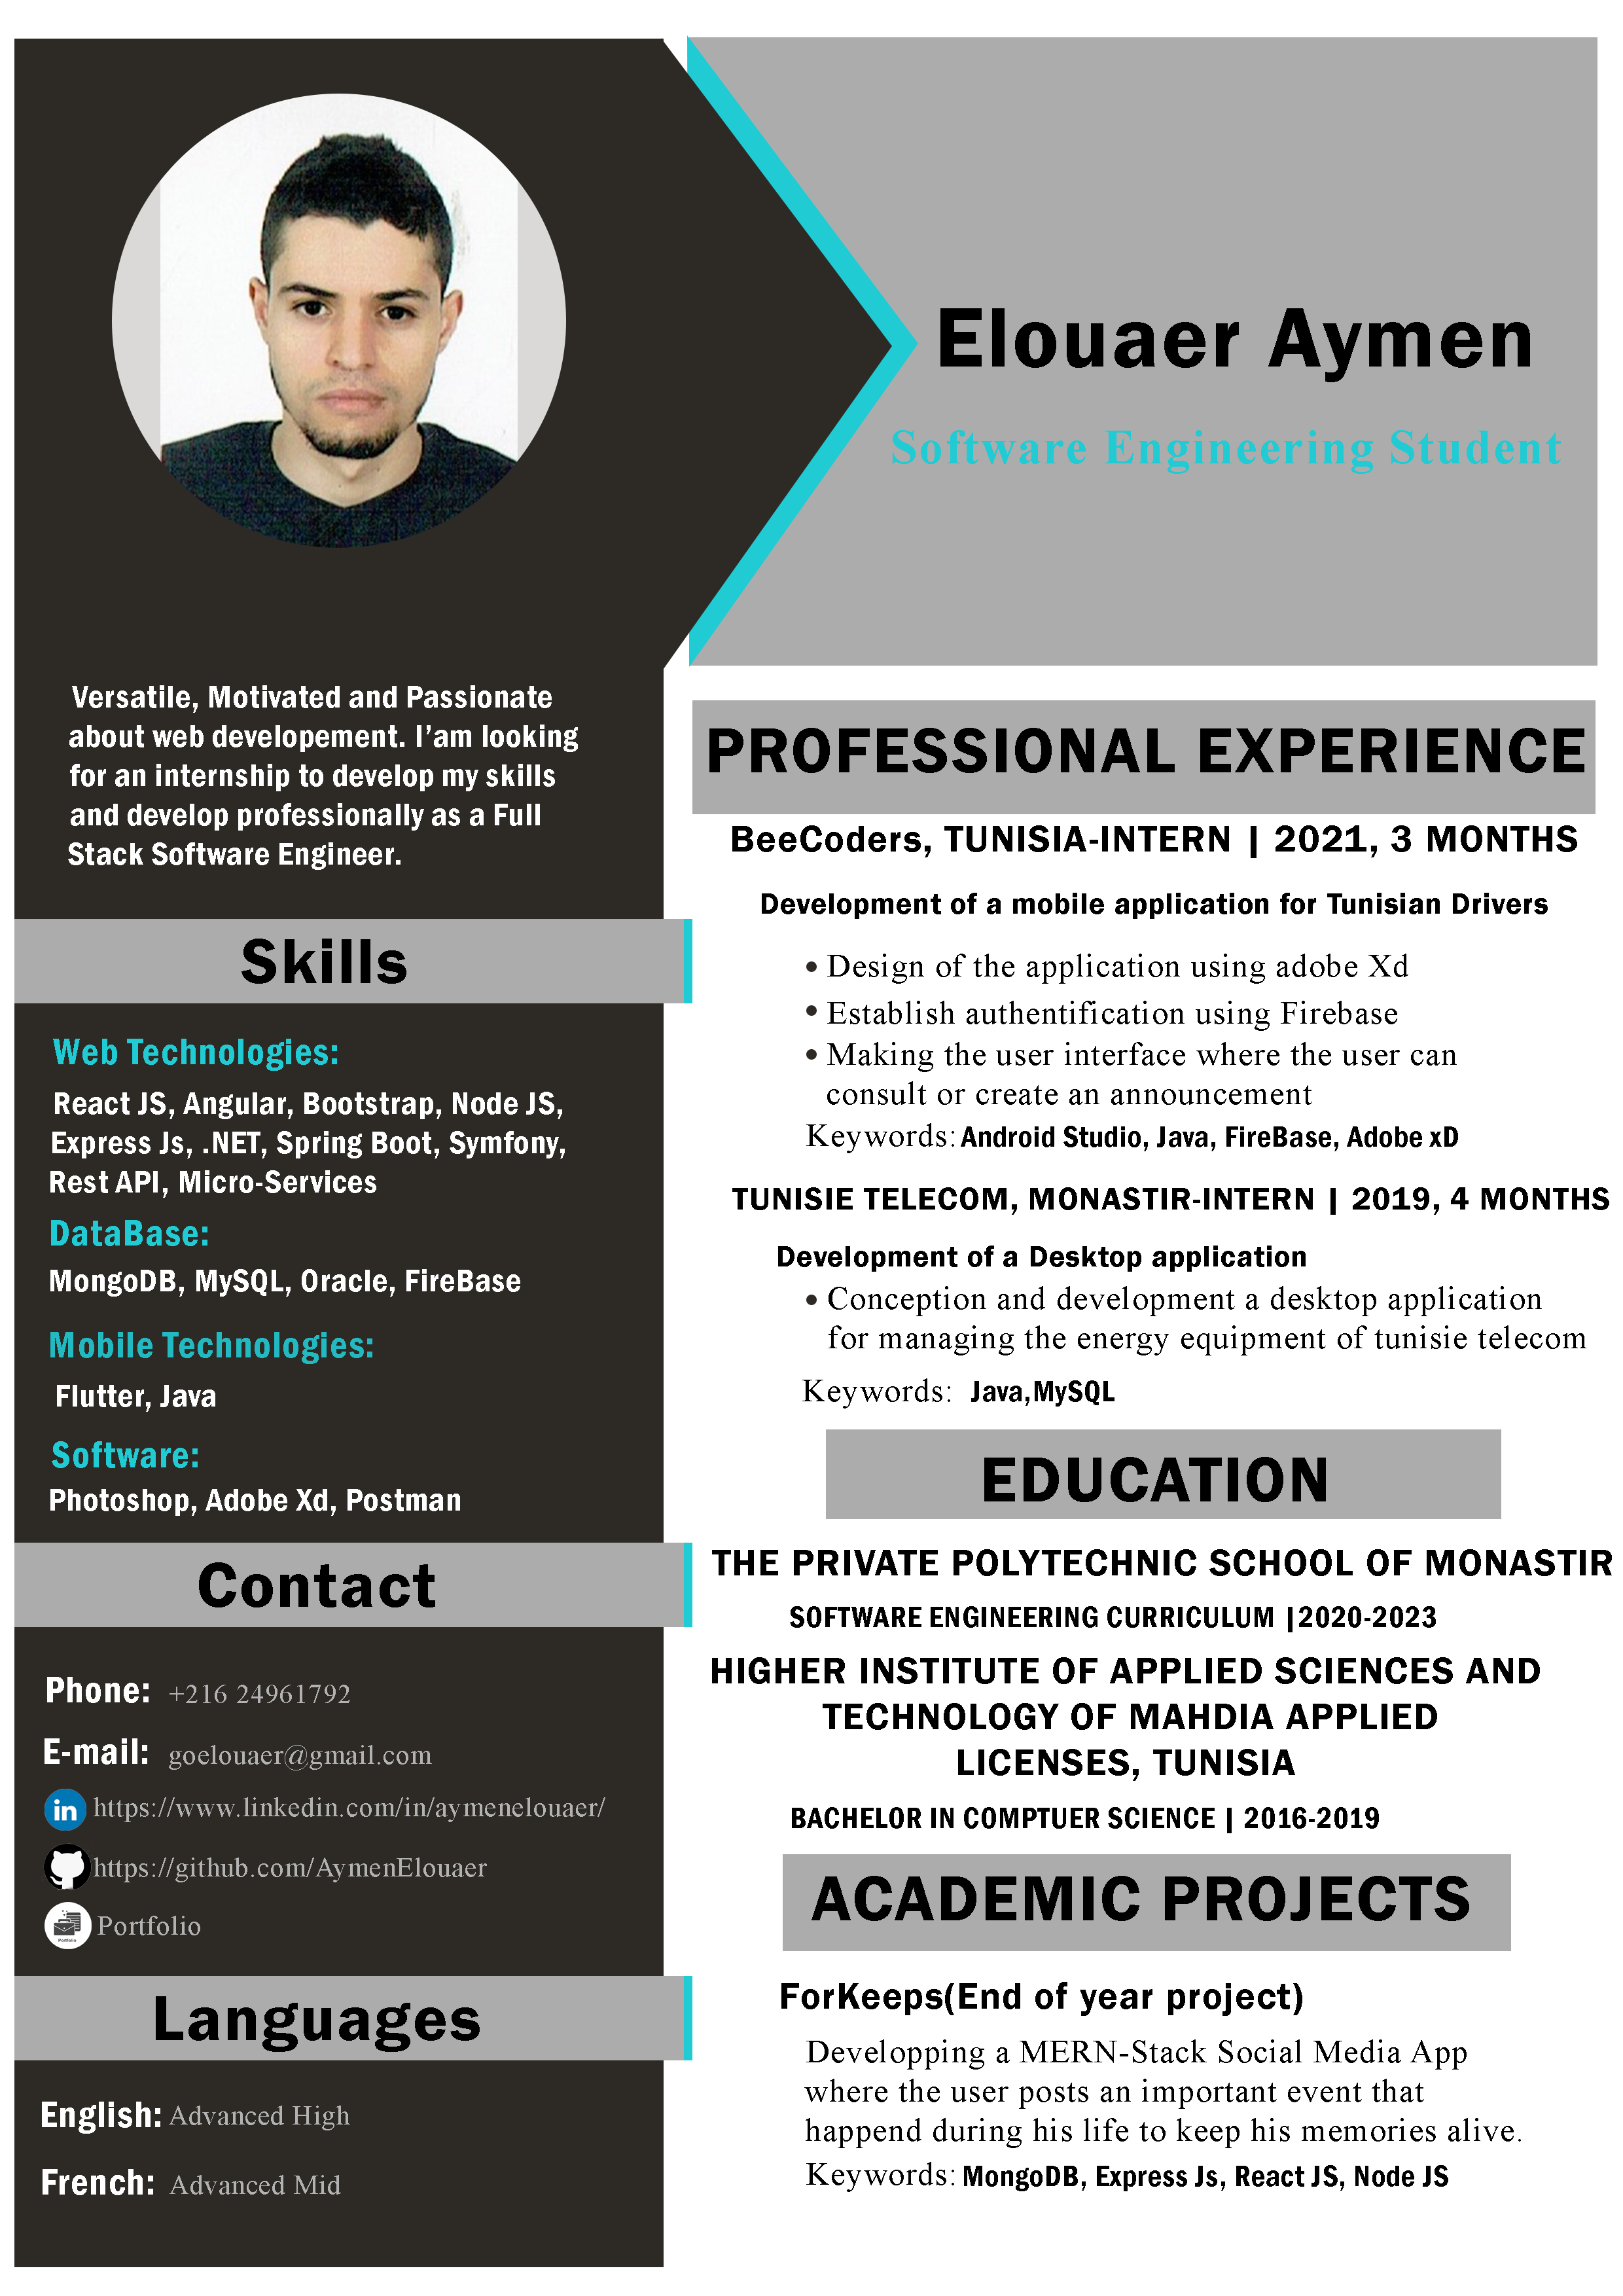 Elouaer Aymen
Software Engineering Student
Versatile, Motivated and Passionate
about web developement. I’am looking
for an internship to develop my skills
and develop professionally as a Full
Stack Software Engineer.
Skills
Web Technologies:
React JS, Angular, Bootstrap, Node JS,
Express Js, .NET, Spring Boot, Symfony,
Rest API, Micro-Services
DataBase:
MongoDB, MySQL, Oracle, FireBase
Mobile Technologies:
Flutter, Java
Software:
Photoshop, Adobe Xd, Postman
Contact
Phone: +216 24961792
E-mail: goelouaer@gmail.com
in https://www.linkedin.com/in/aymenelouaer/
https://github.com/AymenElouaer
Portfolio Portfolio
Languages
English: Advanced High
French: Advanced Mid
PROFESSIONAL EXPERIENCE
BeeCoders, TUNISIA-INTERN | 2021, 3 MONTHS
Development of a mobile application for Tunisian Drivers
• Design of the application using adobe Xd
• Establish authentification using Firebase
• Making the user interface where the user can
consult or create an announcement
Keywords: Android Studio, Java, FireBase, Adobe xD
TUNISIE TELECOM, MONASTIR-INTERN | 2019, 4 MONTHS
Development of a Desktop application
• Conception and development a desktop application
for managing the energy equipment of tunisie telecom
Keywords: Java,MySQL
EDUCATION
THE PRIVATE POLYTECHNIC SCHOOL OF MONASTIR
SOFTWARE ENGINEERING CURRICULUM |2020-2023
HIGHER INSTITUTE OF APPLIED SCIENCES AND
TECHNOLOGY OF MAHDIA APPLIED
LICENSES, TUNISIA
BACHELOR IN COMPTUER SCIENCE | 2016-2019
ACADEMIC PROJECTS
ForKeeps(End of year project)
Developping a MERN-Stack Social Media App
where the user posts an important event that
happend during his life to keep his memories alive.
Keywords: MongoDB, Express Js, React JS, Node JS